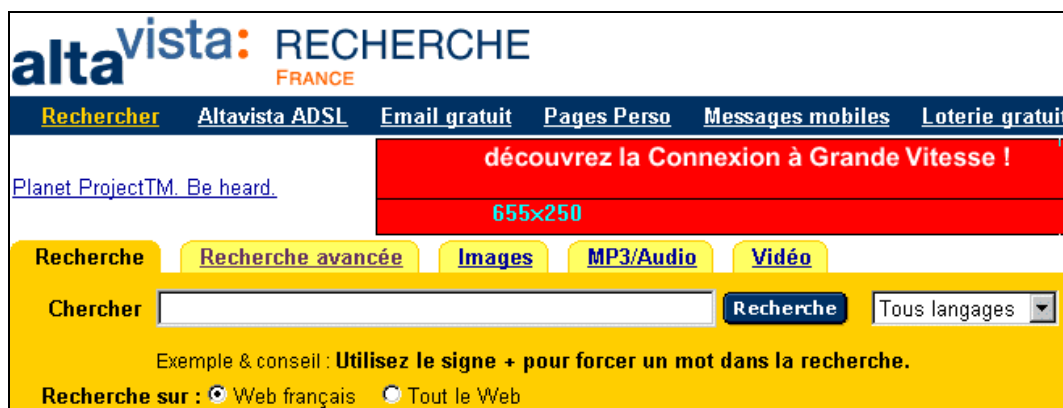 altavista: RECHERCHE
FRANCE
Rechercher Altavista ADSL Email gratuit Pages Perso Messages mobiles Loterie gratuit
découvrez la Connexion à Grande Vitesse !
Planet ProjectTM. Be heard.
655×250
Recherche Recherche avancée Images MP3/Audio Vidéo
Chercher Recherche Tous langages
Exemple & conseil : Utilisez le signe + pour forcer un mot dans la recherche.
Recherche sur : Web français Tout le Web